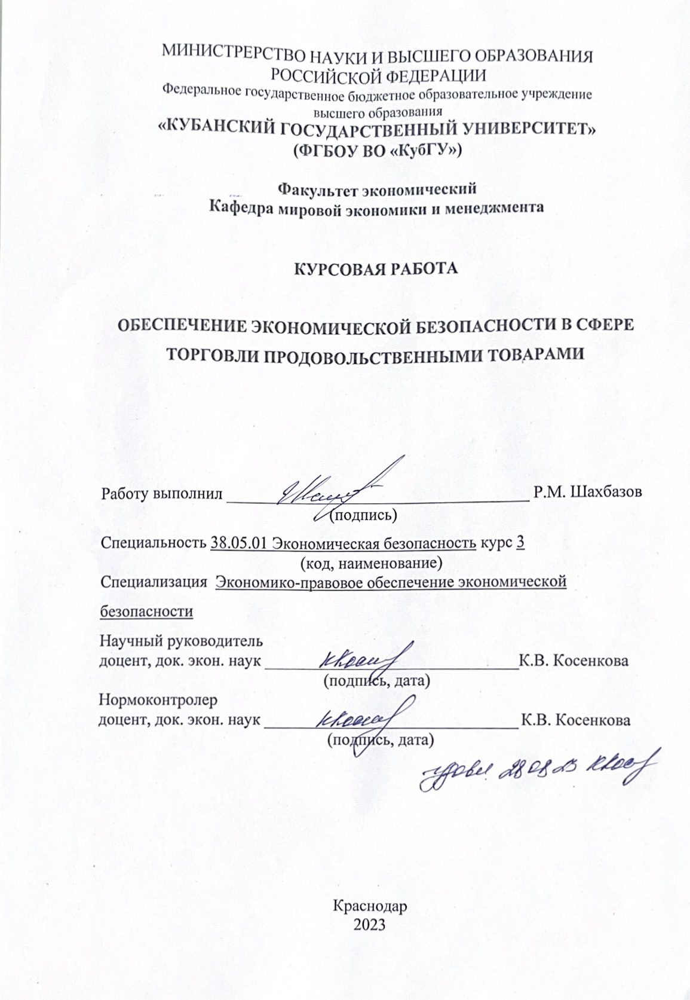 МИНИСТРЕРСТВО НАУКИ И ВЫСШЕГО ОБРАЗОВАНИЯ
РОССИЙСКОЙ ФЕДЕРАЦИИ
Федеральное государственное бюджетное образовательное учреждение
высшего образования
«КУБАНСКИЙ ГОСУДАРСТВЕННЫЙ УНИВЕРСИТЕТ»
(ФГБОУ ВО «КубГУ»)
Факультет экономический
Кафедра мировой экономики и менеджмента
КУРСОВАЯ РАБОТА
ОБЕСПЕЧЕНИЕ ЭКОНОМИЧЕСКОЙ БЕЗОПАСНОСТИ В СФЕРЕ
ТОРГОВЛИ ПРОДОВОЛЬСТВЕННЫМИ ТОВАРАМИ
Работу выполнил Р.М. Шахбазов
(подпись)
Специальность 38.05.01 Экономическая безопасность курс 3
(код, наименование)
Специализация Экономико-правовое обеспечение экономической
безопасности
Научный руководитель
доцент, док. экон. наук К.В. Косенкова
(подпись, дата)
Нормоконтролер
доцент, док. экон. наук К.В. Косенкова
(подпись, дата)
удовл 28 08 23
Краснодар
2023